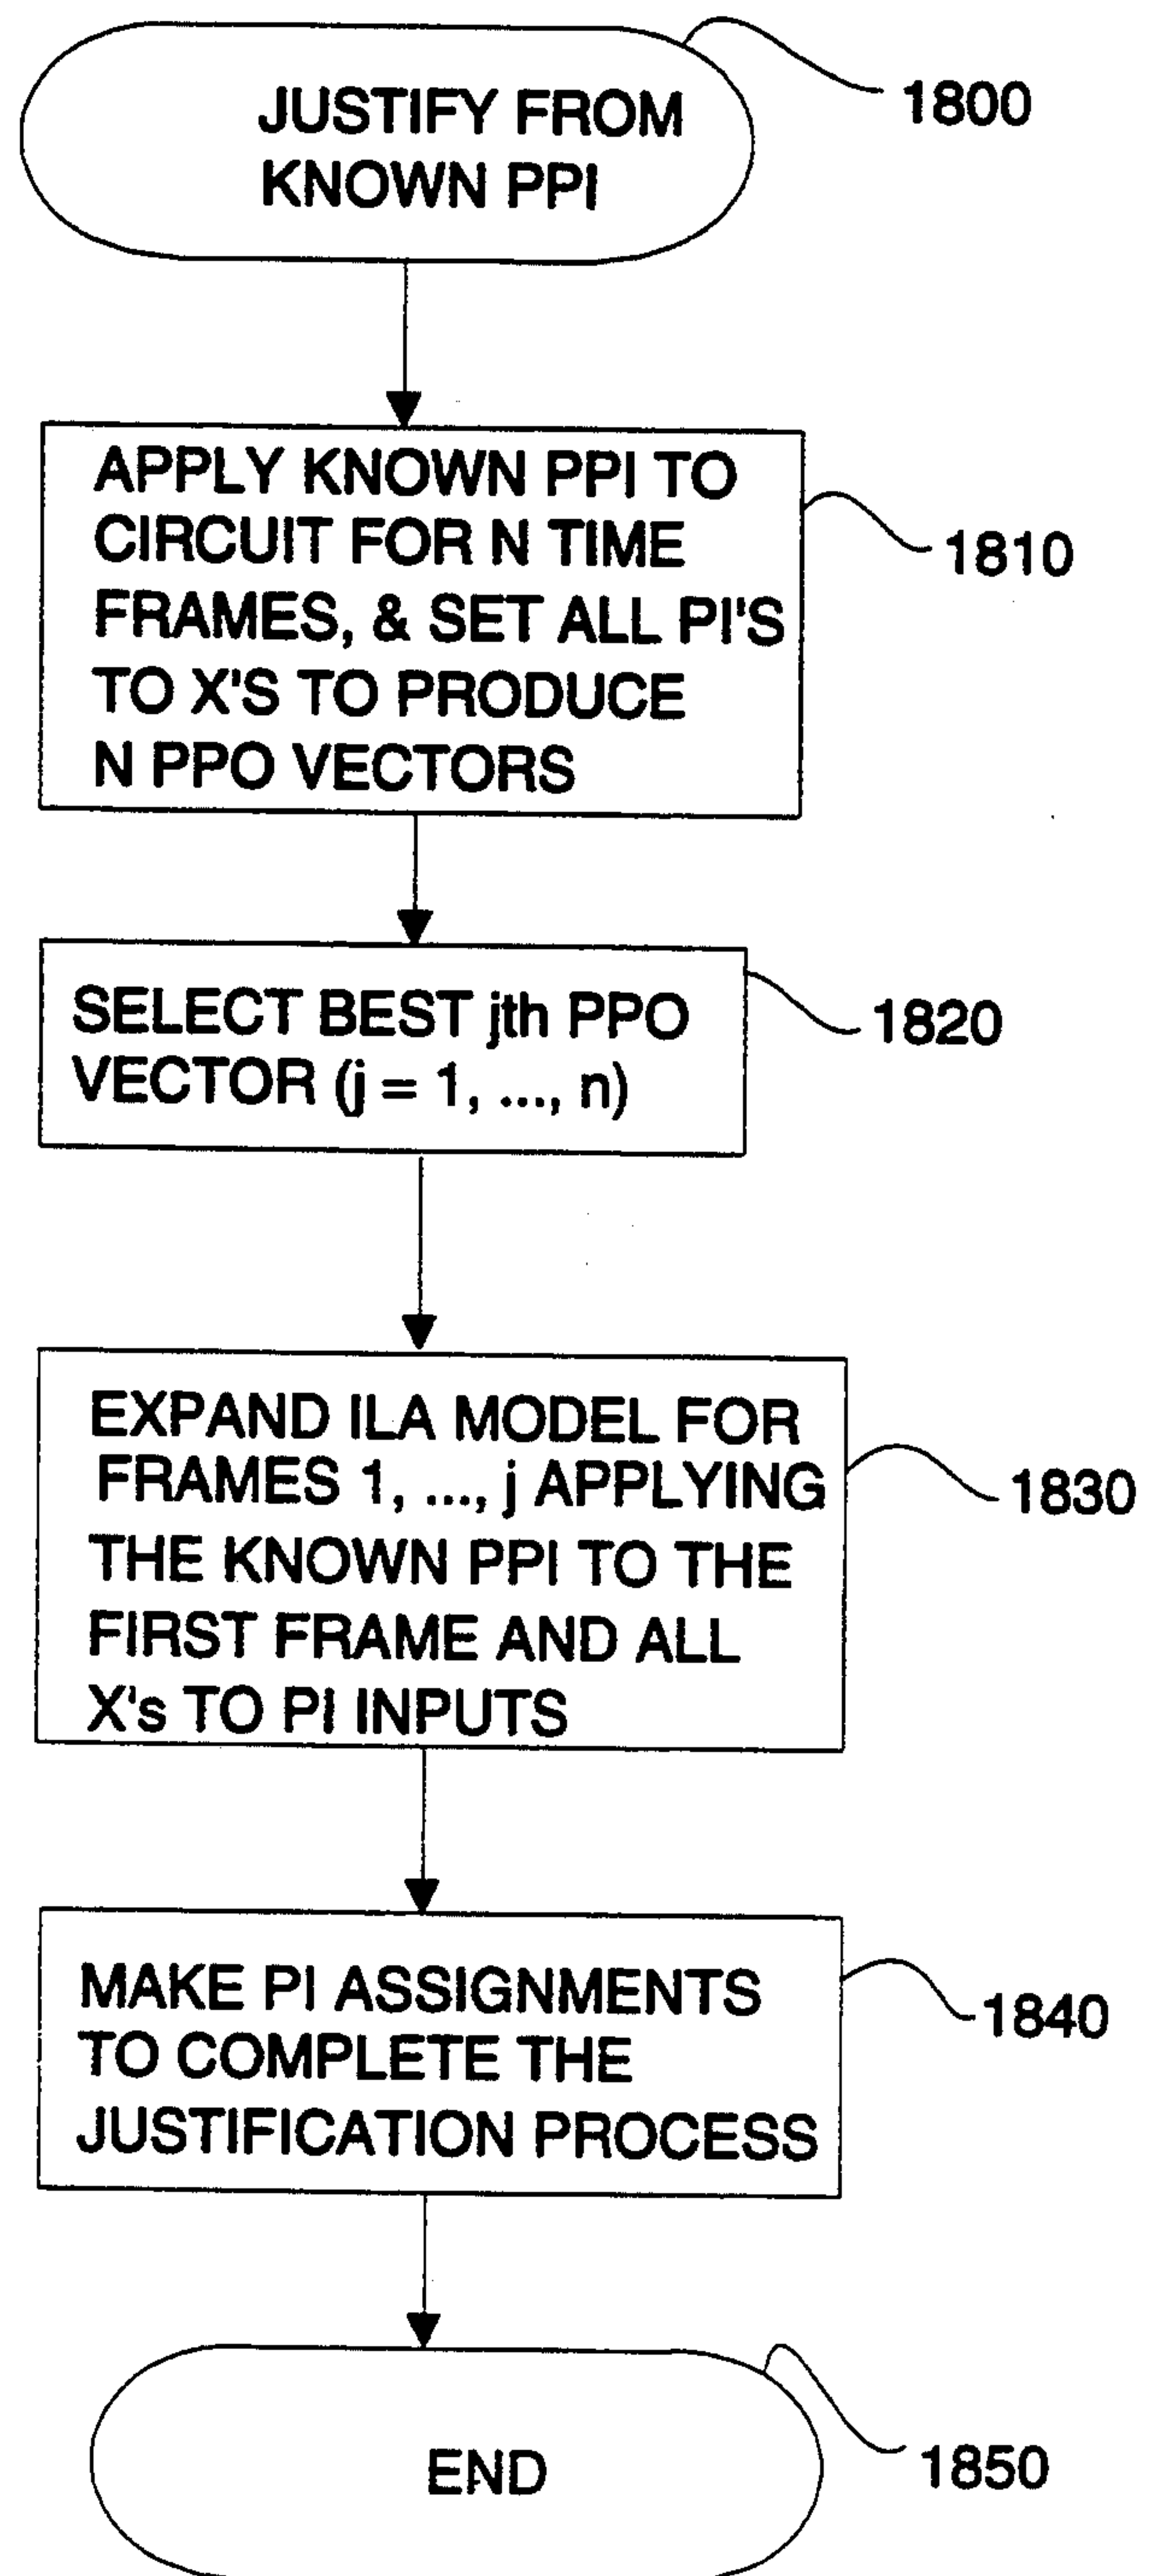 JUSTIFY FROM
KNOWN PPI
1800
APPLY KNOWN PPI TO
CIRCUIT FOR N TIME
FRAMES, & SET ALL PI'S
TO X'S TO PRODUCE
N PPO VECTORS
1810
SELECT BEST jth PPO
VECTOR (j = 1, ..., n)
1820
EXPAND ILA MODEL FOR
FRAMES 1, ..., j APPLYING
THE KNOWN PPI TO THE
FIRST FRAME AND ALL
X's TO PI INPUTS
1830
MAKE PI ASSIGNMENTS
TO COMPLETE THE
JUSTIFICATION PROCESS
1840
END
1850